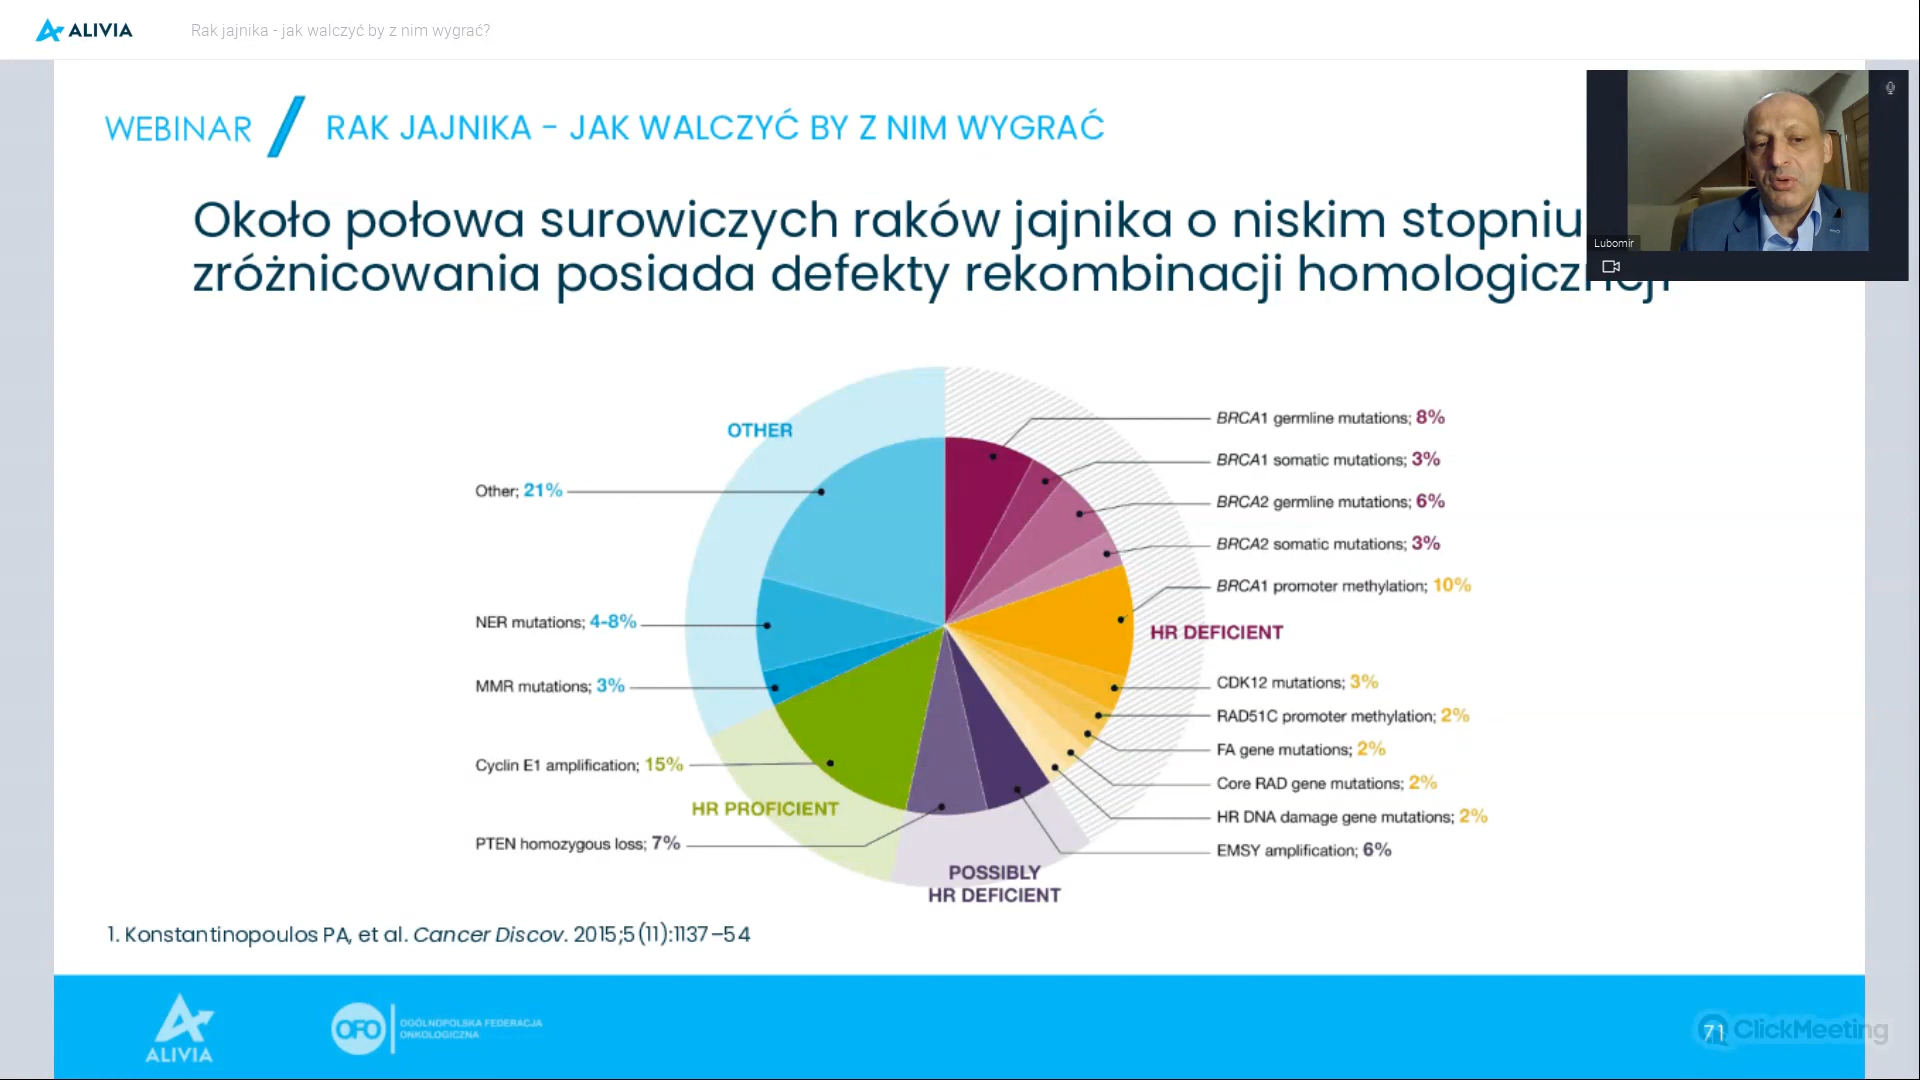 ALIVIA
Rak jajnika - jak walczyć by z nim wygrać?
WEBINAR / RAK JAJNIKA - JAK WALCZYĆ BY Z NIM WYGRAĆ
Lubomir
Około połowa surowiczych raków jajnika o niskim stopniu
zróżnicowania posiada defekty rekombinacji homologicznej
OTHER
Other; 21%
NER mutations; 4-8%
MMR mutations; 3%
Cyclin E1 amplification; 15%
HR PROFICIENT
PTEN homozygous loss; 7%
POSSIBLY
HR DEFICIENT
BRCA1 germline mutations; 8%
BRCA1 somatic mutations; 3%
BRCA2 germline mutations; 6%
BRCA2 somatic mutations; 3%
BRCA1 promoter methylation; 10%
HR DEFICIENT
CDK12 mutations; 3%
RAD51C promoter methylation; 2%
FA gene mutations; 2%
Core RAD gene mutations; 2%
HR DNA damage gene mutations; 2%
EMSY amplification; 6%
1. Konstantinopoulos PA, et al. Cancer Discov. 2015;5(11):1137–54
ALIVIA
OFO
OGÓLNOPOLSKA FEDERACJA
ONKOLOGICZNA
71
ClickMeeting